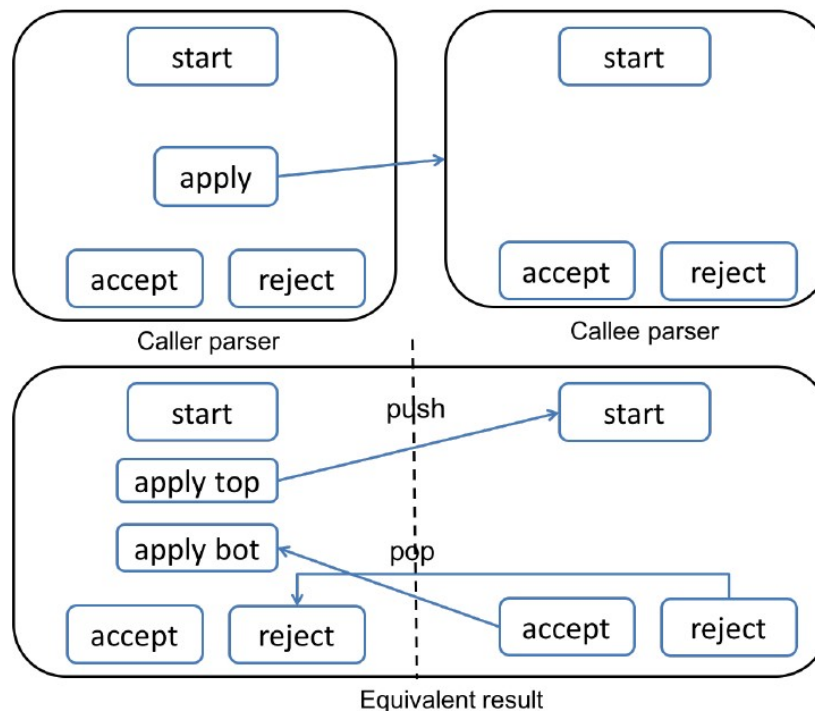 start
start
apply
accept
reject
accept
reject
Caller parser
Callee parser
start
push
start
apply top
apply bot
pop
accept
reject
accept
reject
Equivalent result